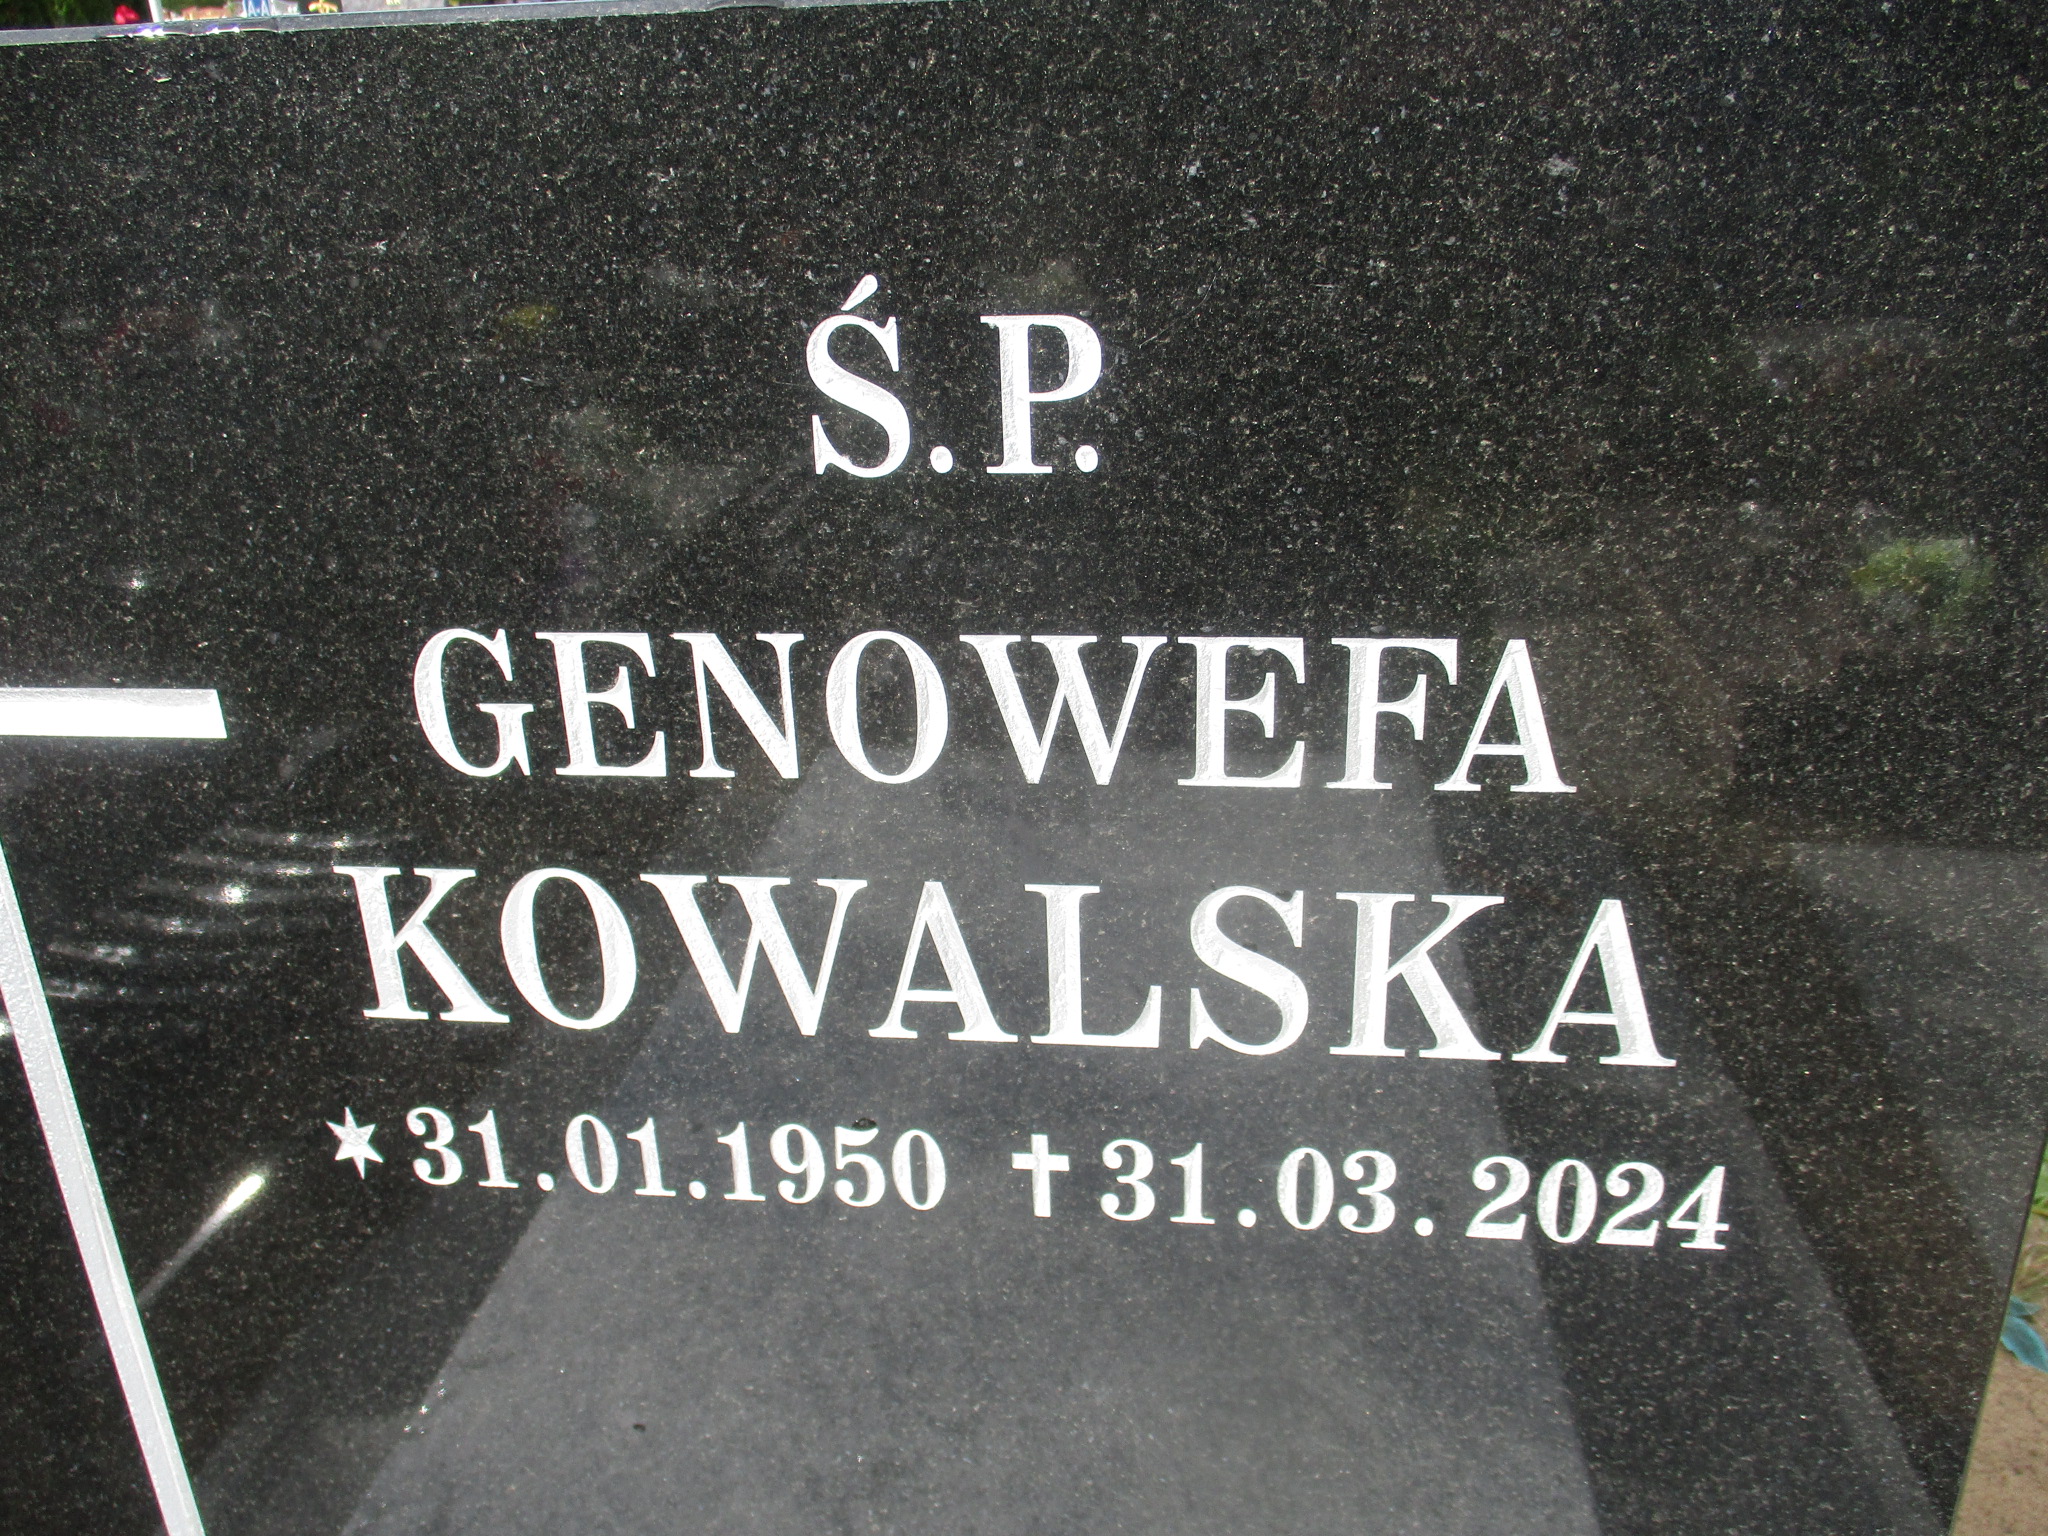 Ś.P.
GENOWEFA
KOWALSKA
✶ 31.01.1950 ✝ 31.03.2024